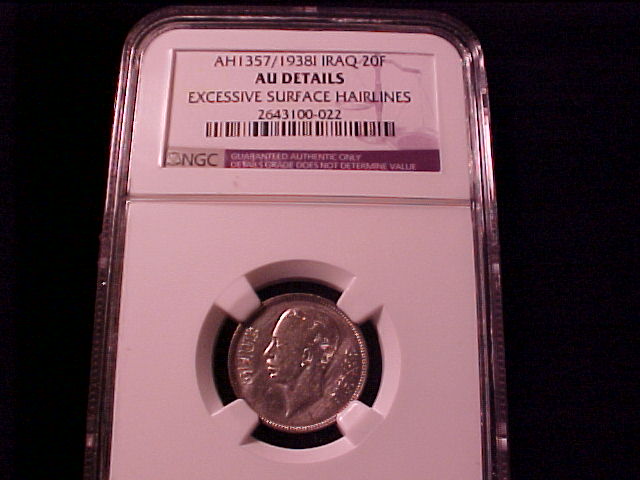 AH1357/1938I IRAQ 20F
AU DETAILS
EXCESSIVE SURFACE HAIRLINES
2643100-022
NGC
GUARANTEED AUTHENTIC ONLY
DETAILS GRADE DOES NOT DETERMINE VALUE